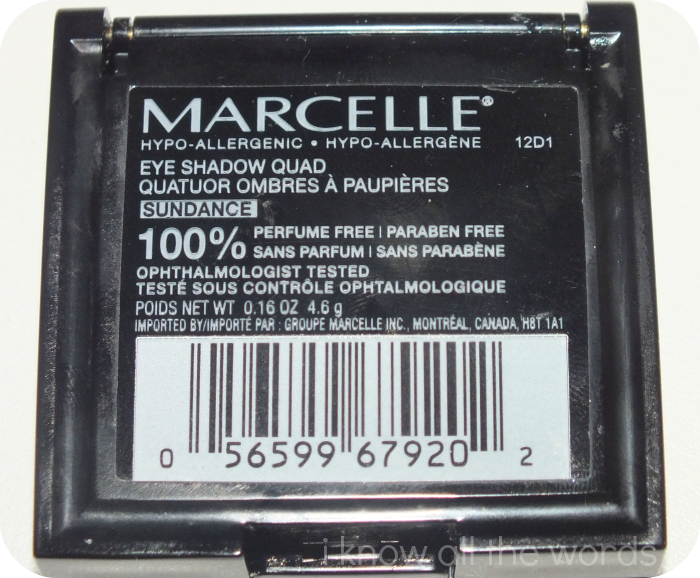 MARCELLE®
HYPO-ALLERGENIC • HYPO-ALLERGÈNE 12D1
EYE SHADOW QUAD
QUATUOR OMBRES À PAUPIÈRES
SUNDANCE
100% PERFUME FREE | PARABEN FREE
SANS PARFUM | SANS PARABÈNE
OPHTHALMOLOGIST TESTED
TESTÉ SOUS CONTRÔLE OPHTALMOLOGIQUE
POIDS NET WT 0.16 OZ 4.6 g
IMPORTED BY/IMPORTÉ PAR : GROUPE MARCELLE INC., MONTRÉAL, CANADA, H8T 1A1
0 56599 67920 2
i know all the words